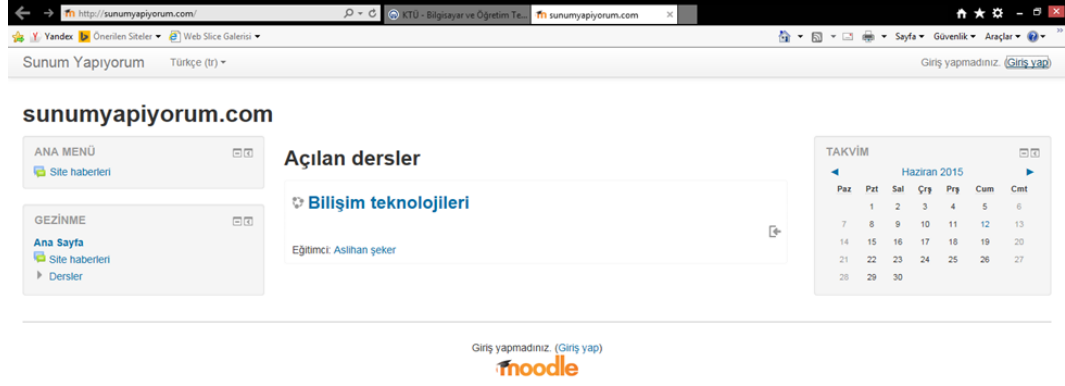 http://sunumyapiyorum.com/
KTÜ - Bilgisayar ve Öğretim Te...
sunumyapiyorum.com
Yandex
Önerilen Siteler
Web Slice Galerisi
Sayfa
Güvenlik
Araçlar
Sunum Yapıyorum
Türkçe (tr)
Giriş yapmadınız. (Giriş yap)
sunumyapiyorum.com
ANA MENÜ
Site haberleri
GEZİNME
Ana Sayfa
Site haberleri
Dersler
Açılan dersler
Bilişim teknolojileri
Eğitimci: Aslihan şeker
TAKVİM
Haziran 2015
Paz Pzt Sal Çrş Prş Cum Cmt
1 2 3 4 5 6
7 8 9 10 11 12 13
14 15 16 17 18 19 20
21 22 23 24 25 26 27
28 29 30
Giriş yapmadınız. (Giriş yap)
moodle